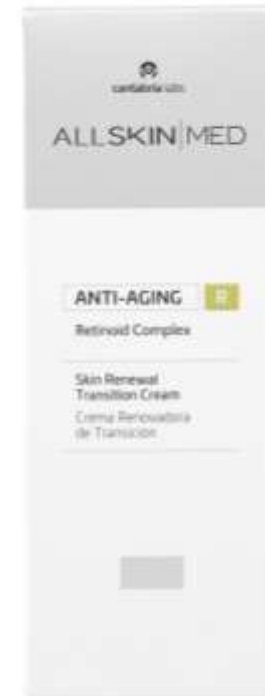 cantabria labs
ALLSKIN|MED
ANTI-AGING R
Retinoid Complex
Skin Renewal
Transition Cream
Crema Renovadora
de Transición